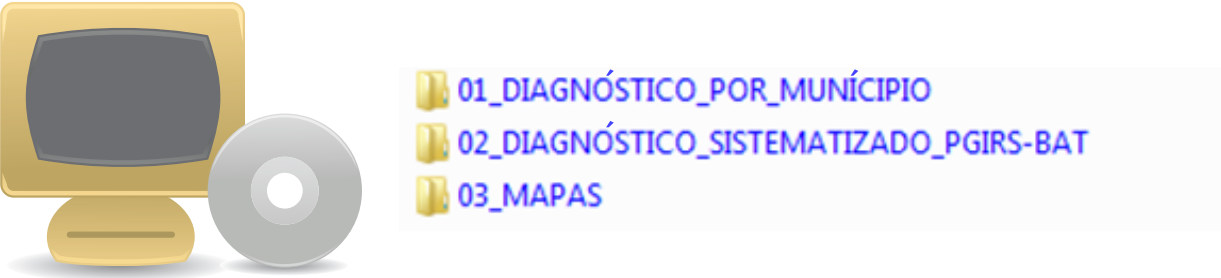 01_DIAGNÓSTICO_POR_MUNÍCIPIO
02_DIAGNÓSTICO_SISTEMATIZADO_PGIRS-BAT
03_MAPAS